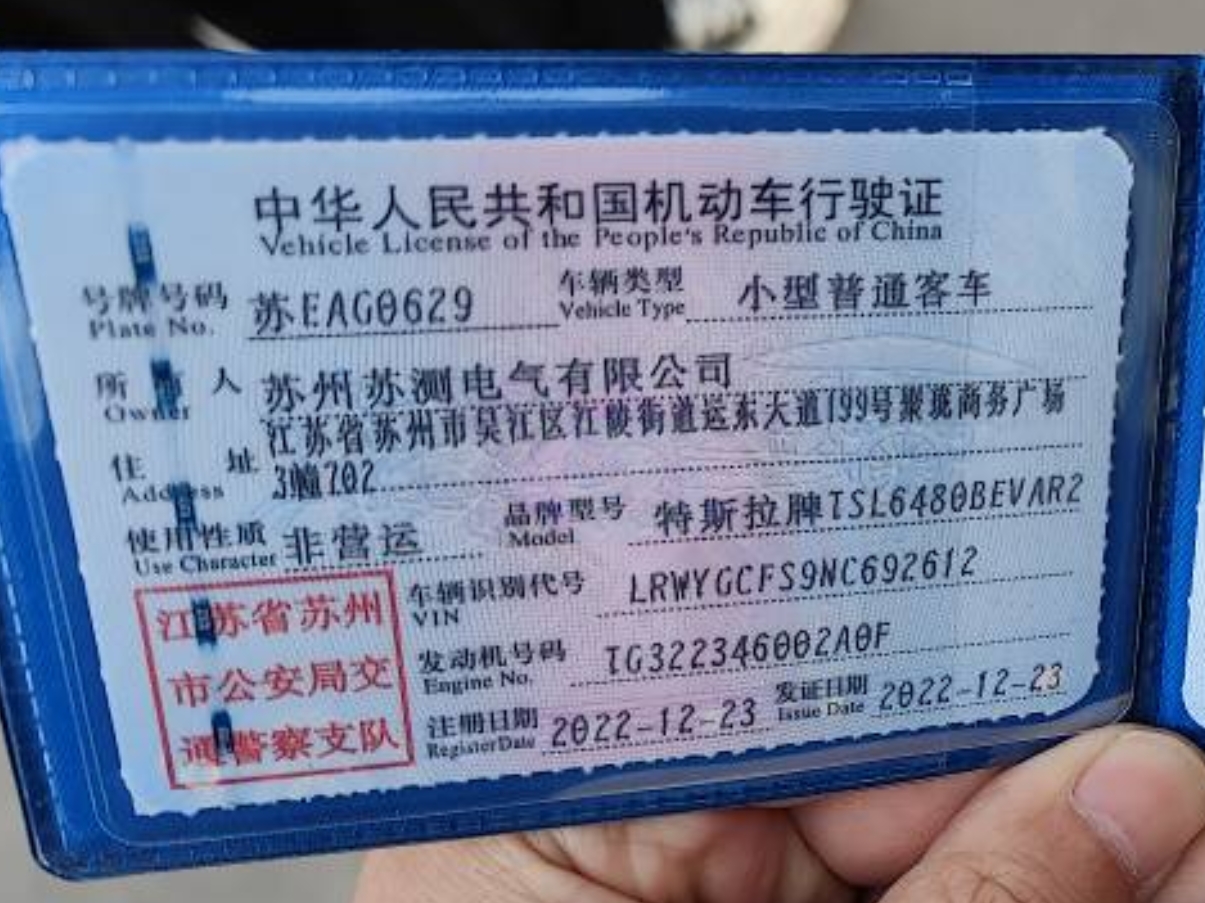 中华人民共和国机动车行驶证
Vehicle License of the People's Republic of China
号牌号码 苏EAG0629 车辆类型 小型普通客车
Plate No. Vehicle Type
所 人 苏州苏测电气有限公司
Owner
江苏省苏州市吴江区江陵街道运东大道199号聚珑商务广场
住 址 3幢702
Address
使用性质 非营运 品牌型号 特斯拉牌TSL6480BEVAR2
Use Character Model
车辆识别代号 LRWYGCFS9NC692612
VIN
发动机号码 TG322346002A0F
Engine No.
注册日期 2022-12-23 发证日期 2022-12-23
Register Date Issue Date
江苏省苏州
市公安局交
通警察支队